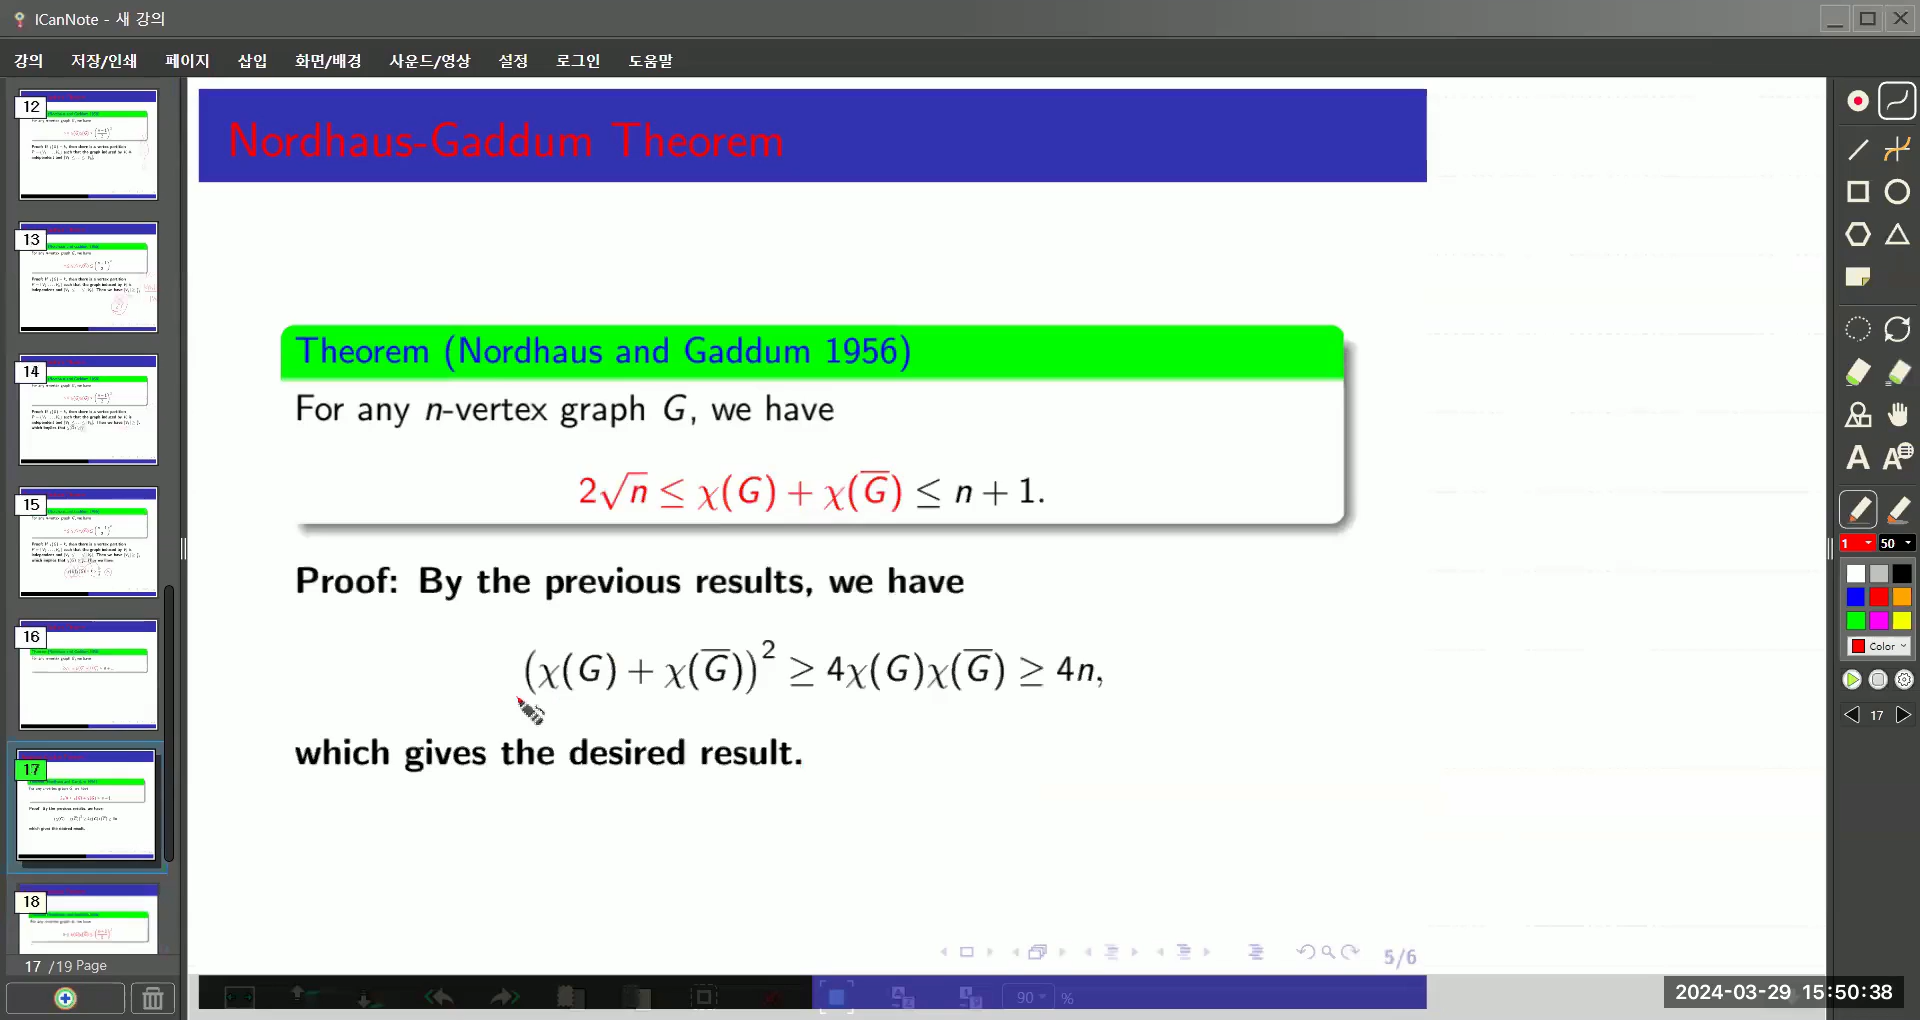 ICanNote - 새 강의
강의 저장/인쇄 페이지 삽입 화면/배경 사운드/영상 설정 로그인 도움말
12
13
14
15
16
17
18
17 /19 Page
Nordhaus-Gaddum Theorem
Theorem (Nordhaus and Gaddum 1956)
For any n-vertex graph G, we have
2√n ≤ χ(G) + χ(G̅) ≤ n + 1.
Proof: By the previous results, we have
(χ(G) + χ(G̅))² ≥ 4χ(G)χ(G̅) ≥ 4n,
which gives the desired result.
5/6
90 %
1 50
Color
17
2024-03-29 15:50:38